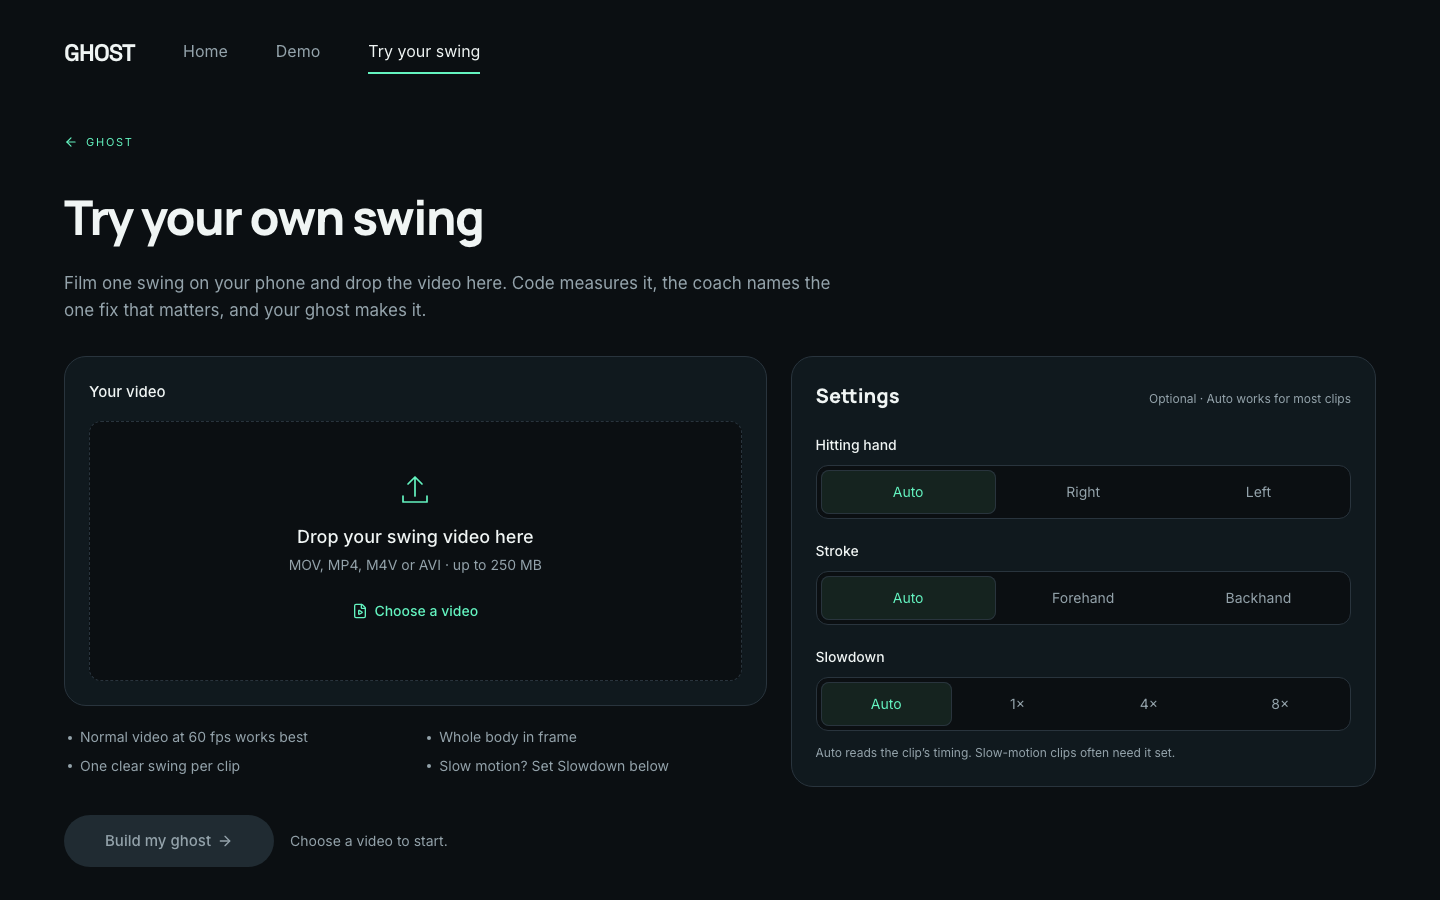 GHOST Home Demo Try your swing
← GHOST
Try your own swing
Film one swing on your phone and drop the video here. Code measures it, the coach names the
one fix that matters, and your ghost makes it.
Your video
Drop your swing video here
MOV, MP4, M4V or AVI · up to 250 MB
Choose a video
• Normal video at 60 fps works best
• Whole body in frame
• One clear swing per clip
• Slow motion? Set Slowdown below
Settings
Optional · Auto works for most clips
Hitting hand
Auto Right Left
Stroke
Auto Forehand Backhand
Slowdown
Auto 1× 4× 8×
Auto reads the clip's timing. Slow-motion clips often need it set.
Build my ghost →
Choose a video to start.